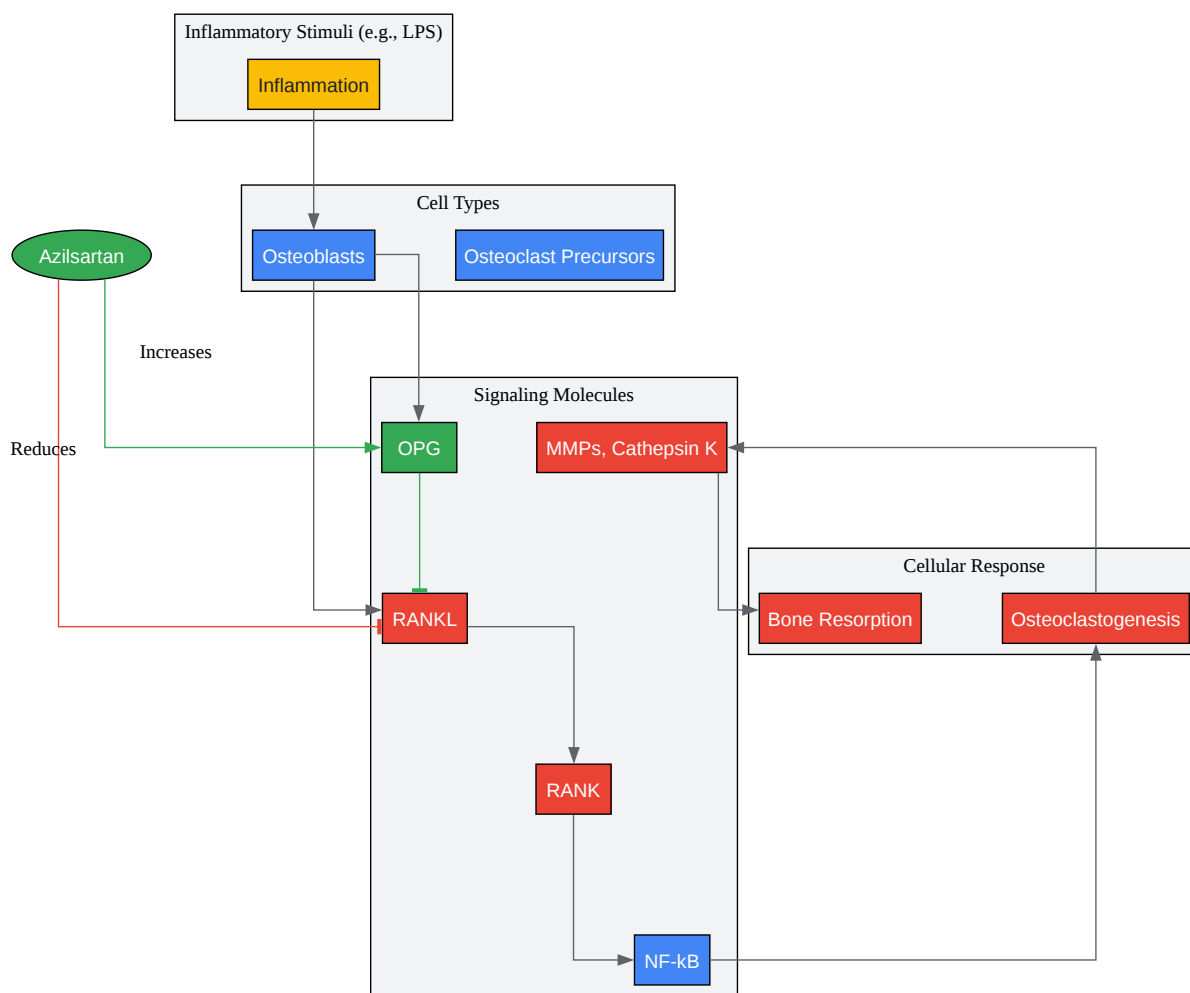 Inflammatory Stimuli (e.g., LPS)
Inflammation
Cell Types
Osteoblasts
Osteoclast Precursors
Azilsartan
Increases
Reduces
Signaling Molecules
OPG
MMPs, Cathepsin K
RANKL
Cellular Response
Bone Resorption
Osteoclastogenesis
RANK
NF-kB